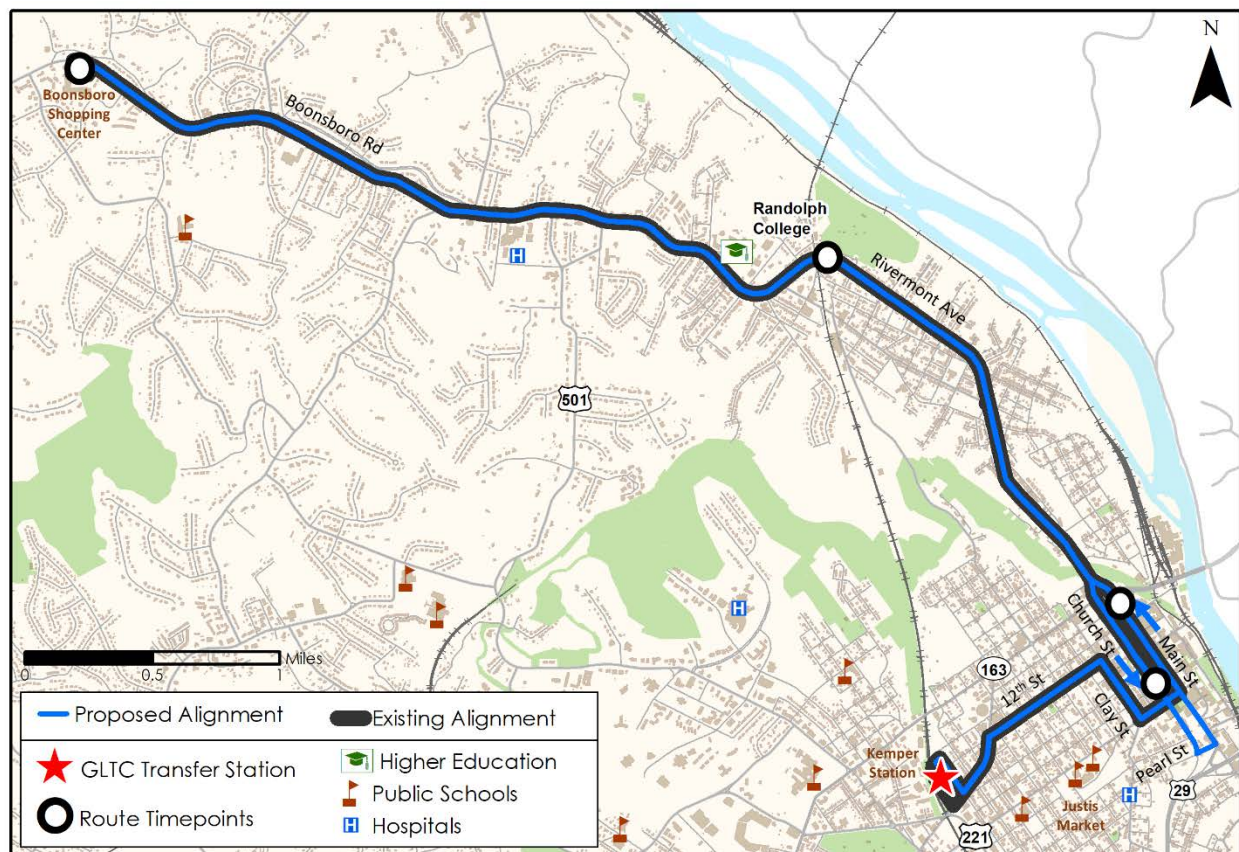 N
Boonsboro
Shopping
Center
Boonsboro Rd
Randolph
College
Rivermont Ave
H
501
H
Church St
Main St
163
12th St
Clay St
Pearl St
Kemper
Station
29
H
Justis
Market
221
0 0.5 1 Miles
Proposed Alignment
Existing Alignment
GLTC Transfer Station
Higher Education
Public Schools
Route Timepoints
H Hospitals